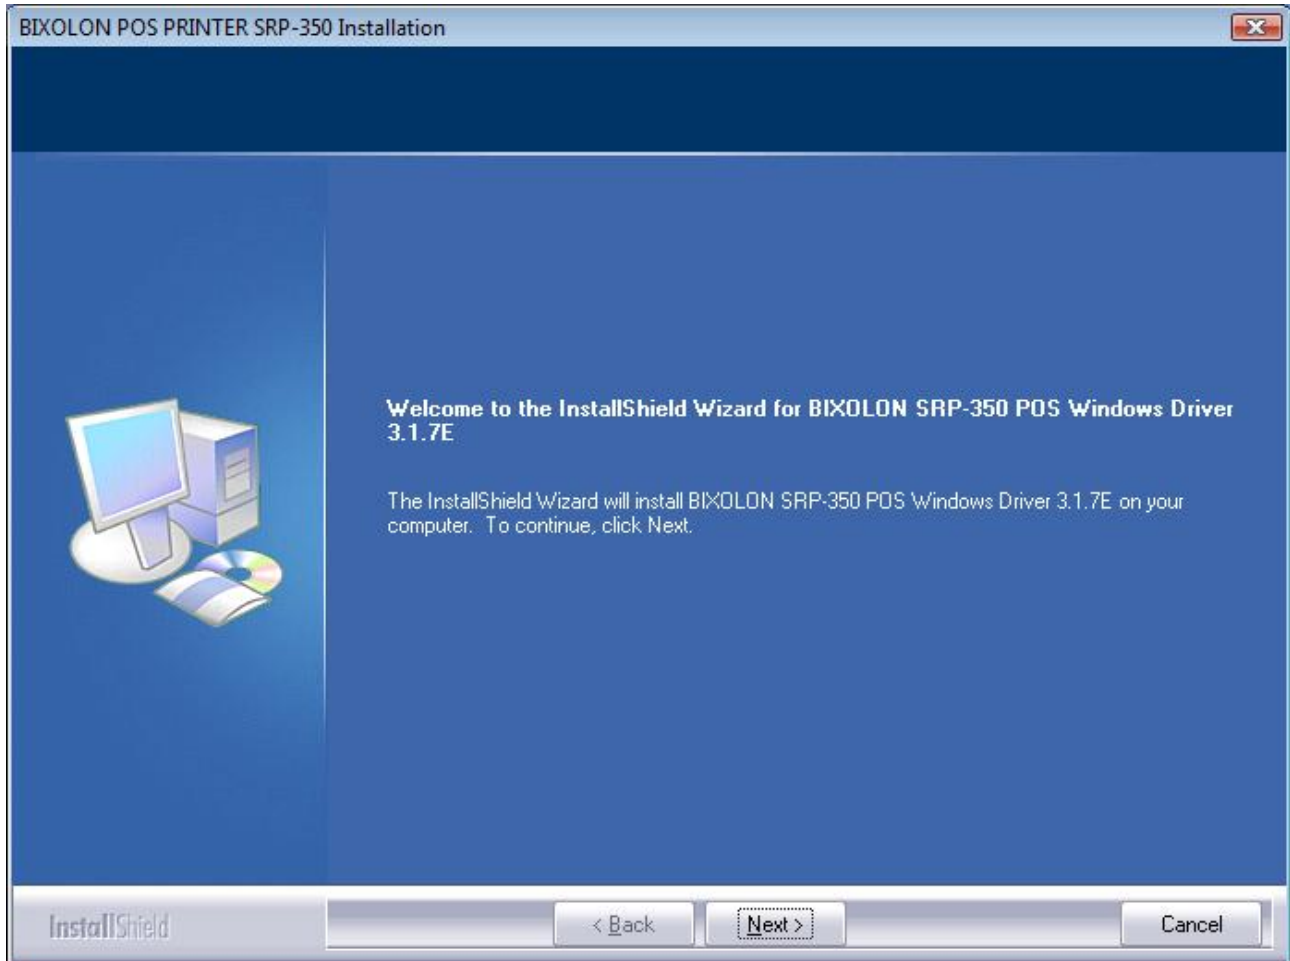 BIXOLON POS PRINTER SRP-350 Installation
Welcome to the InstallShield Wizard for BIXOLON SRP-350 POS Windows Driver
3.1.7E
The InstallShield Wizard will install BIXOLON SRP-350 POS Windows Driver 3.1.7E on your
computer. To continue, click Next.
InstallShield
< Back
Next >
Cancel